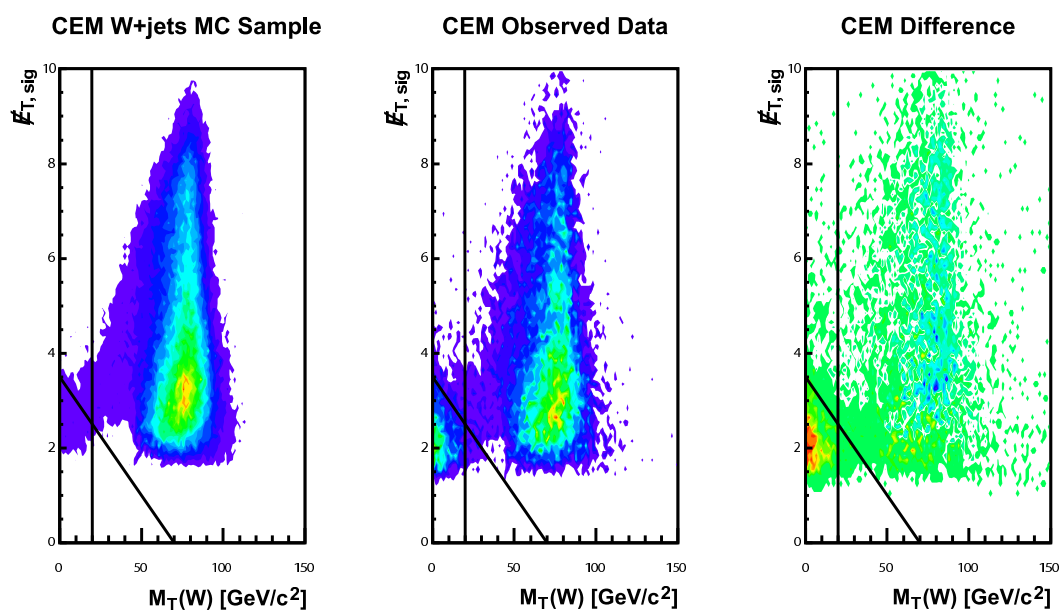 CEM W+jets MC Sample
CEM Observed Data
CEM Difference
E̸T, sig
10
8
6
4
2
0
0 50 100 150
MT(W) [GeV/c²]
E̸T, sig
10
8
6
4
2
0
0 50 100 150
MT(W) [GeV/c²]
E̸T, sig
10
8
6
4
2
0
0 50 100 150
MT(W) [GeV/c²]